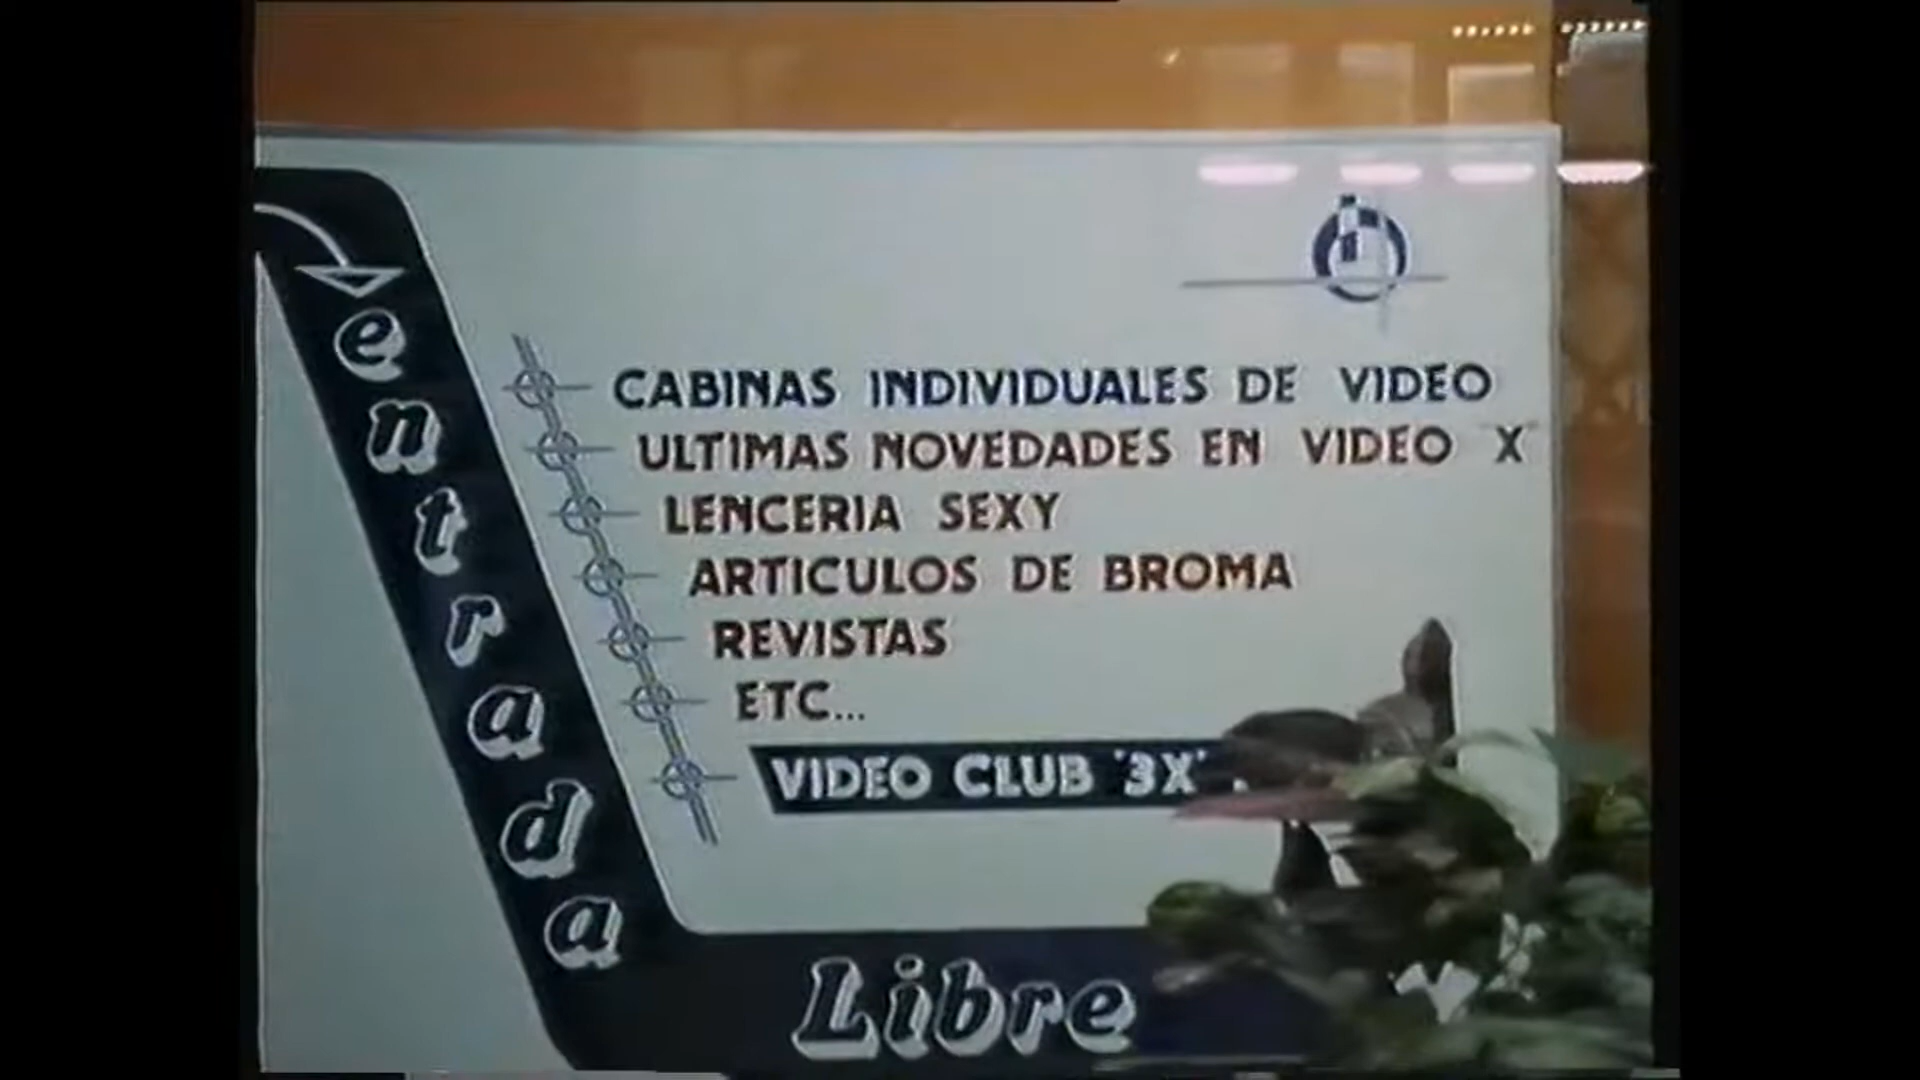 entrada
CABINAS INDIVIDUALES DE VIDEO
ULTIMAS NOVEDADES EN VIDEO X
LENCERIA SEXY
ARTICULOS DE BROMA
REVISTAS
ETC...
VIDEO CLUB "3X"
Libre